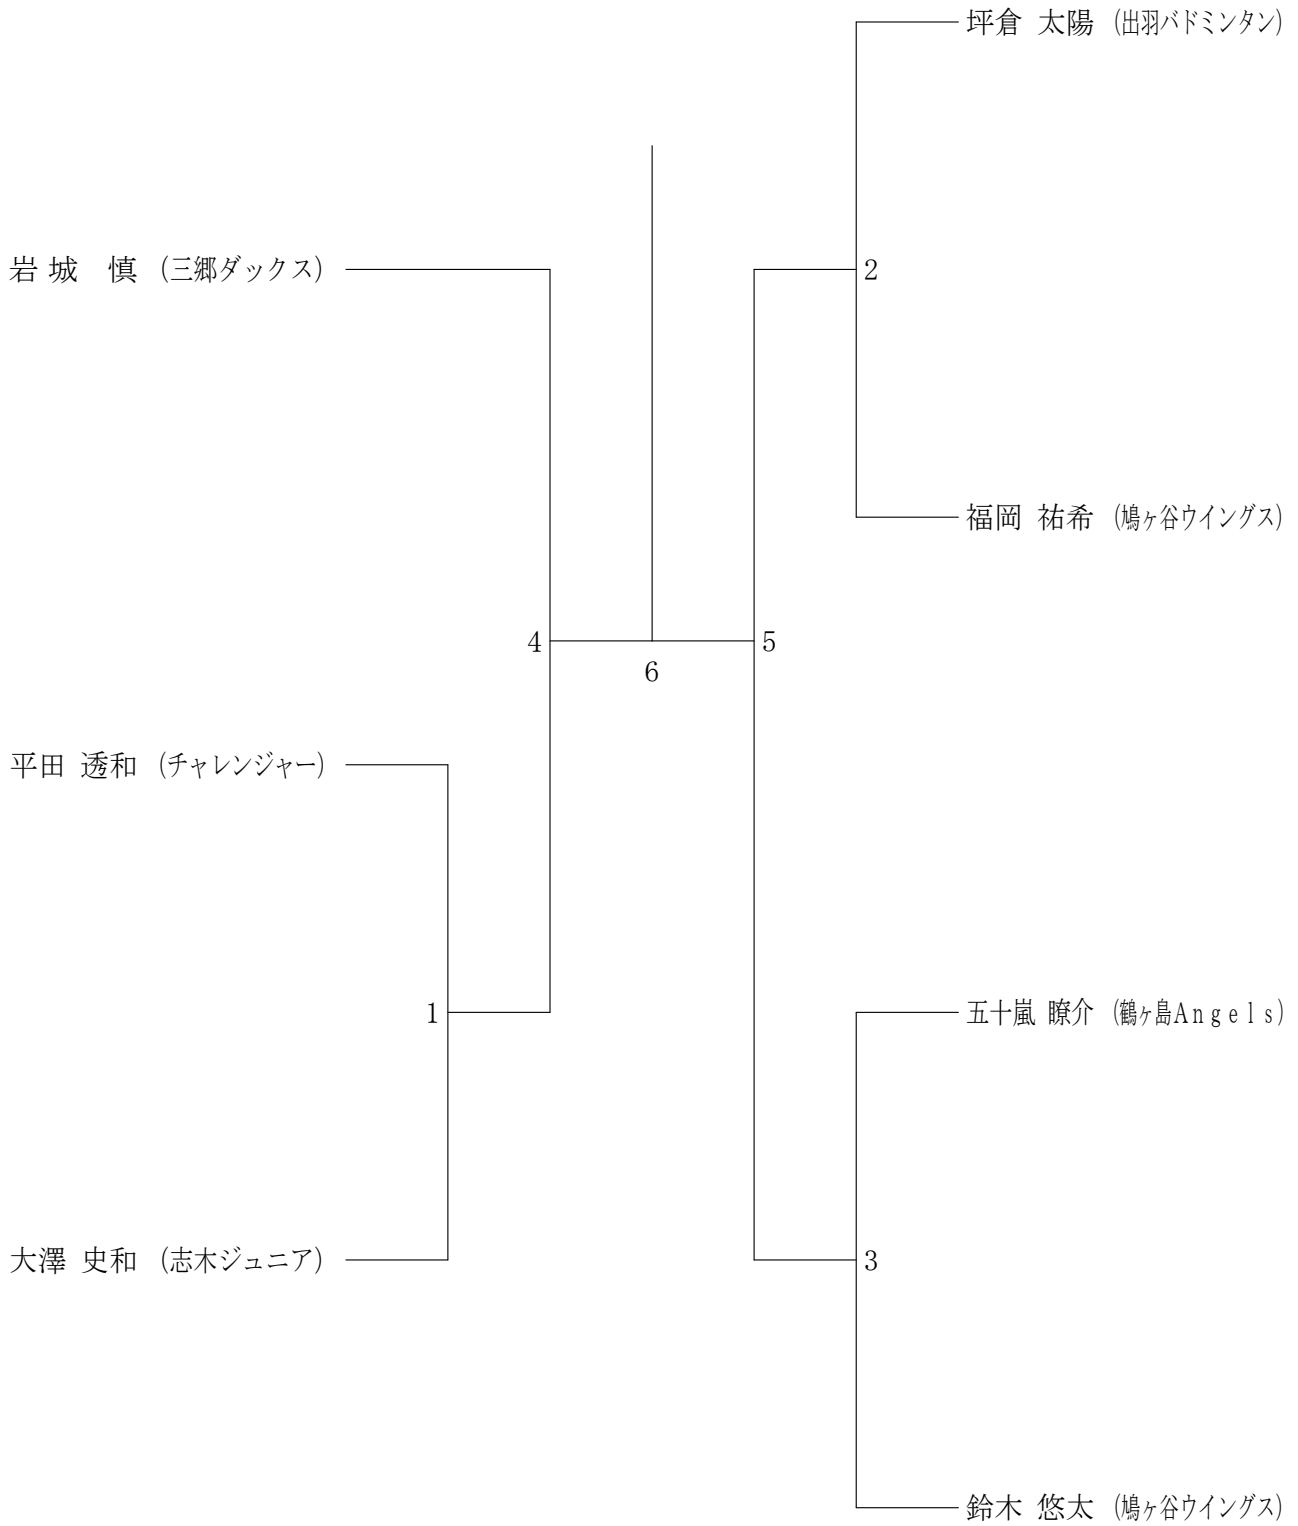 坪倉 太陽 (出羽バドミンタン)
岩城 慎 (三郷ダックス)
2
福岡 祐希 (鳩ヶ谷ウイングス)
4
5
6
平田 透和 (チャレンジャー)
1
五十嵐 瞭介 (鶴ヶ島Angels)
大澤 史和 (志木ジュニア)
3
鈴木 悠太 (鳩ヶ谷ウイングス)